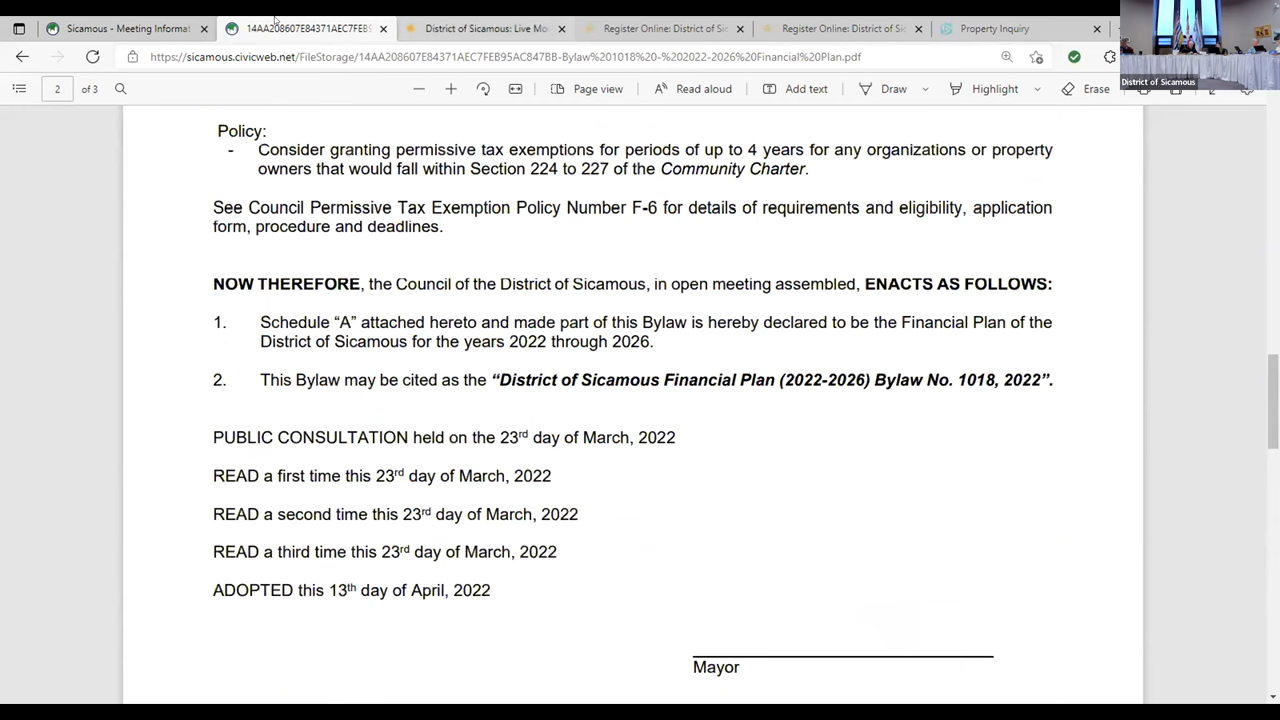 Sicamous - Meeting Informat
14AA208607E84371AEC7FEB9
District of Sicamous: Live Mo
Register Online: District of Sic
Register Online: District of Sic
Property Inquiry
https://sicamous.civicweb.net/FileStorage/14AA208607E84371AEC7FEB95AC847BB-Bylaw%201018%20-%202022-2026%20Financial%20Plan.pdf
District of Sicamous
2 of 3
Page view
Read aloud
Add text
Draw
Highlight
Erase
Policy:
- Consider granting permissive tax exemptions for periods of up to 4 years for any organizations or property
owners that would fall within Section 224 to 227 of the Community Charter.
See Council Permissive Tax Exemption Policy Number F-6 for details of requirements and eligibility, application
form, procedure and deadlines.
NOW THEREFORE, the Council of the District of Sicamous, in open meeting assembled, ENACTS AS FOLLOWS:
1. Schedule “A” attached hereto and made part of this Bylaw is hereby declared to be the Financial Plan of the
District of Sicamous for the years 2022 through 2026.
2. This Bylaw may be cited as the “District of Sicamous Financial Plan (2022-2026) Bylaw No. 1018, 2022”.
PUBLIC CONSULTATION held on the 23rd day of March, 2022
READ a first time this 23rd day of March, 2022
READ a second time this 23rd day of March, 2022
READ a third time this 23rd day of March, 2022
ADOPTED this 13th day of April, 2022
Mayor